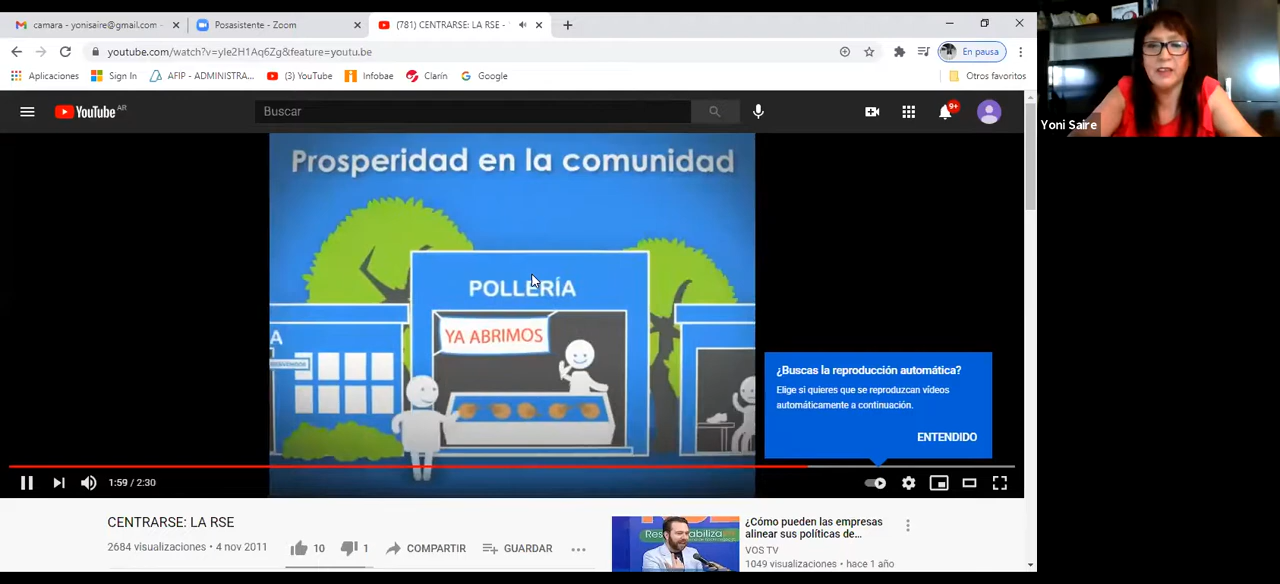 camara - yonisaire@gmail.com -
Posasistente - Zoom
(781) CENTRARSE: LA RSE -
youtube.com/watch?v=yIe2H1Aq6Zg&feature=youtu.be
En pausa
Aplicaciones
Sign In
AFIP - ADMINISTRA...
(3) YouTube
Infobae
Clarín
Google
Otros favoritos
YouTube AR
Buscar
9+
Yoni Saire
Prosperidad en la comunidad
POLLERÍA
YA ABRIMOS
A
BIENVENIDOS
¿Buscas la reproducción automática?
Elige si quieres que se reproduzcan vídeos
automáticamente a continuación.
ENTENDIDO
1:59 / 2:30
CENTRARSE: LA RSE
2684 visualizaciones • 4 nov 2011
10
1
COMPARTIR
GUARDAR
¿Cómo pueden las empresas
alinear sus políticas de...
VOS TV
1049 visualizaciones • hace 1 año